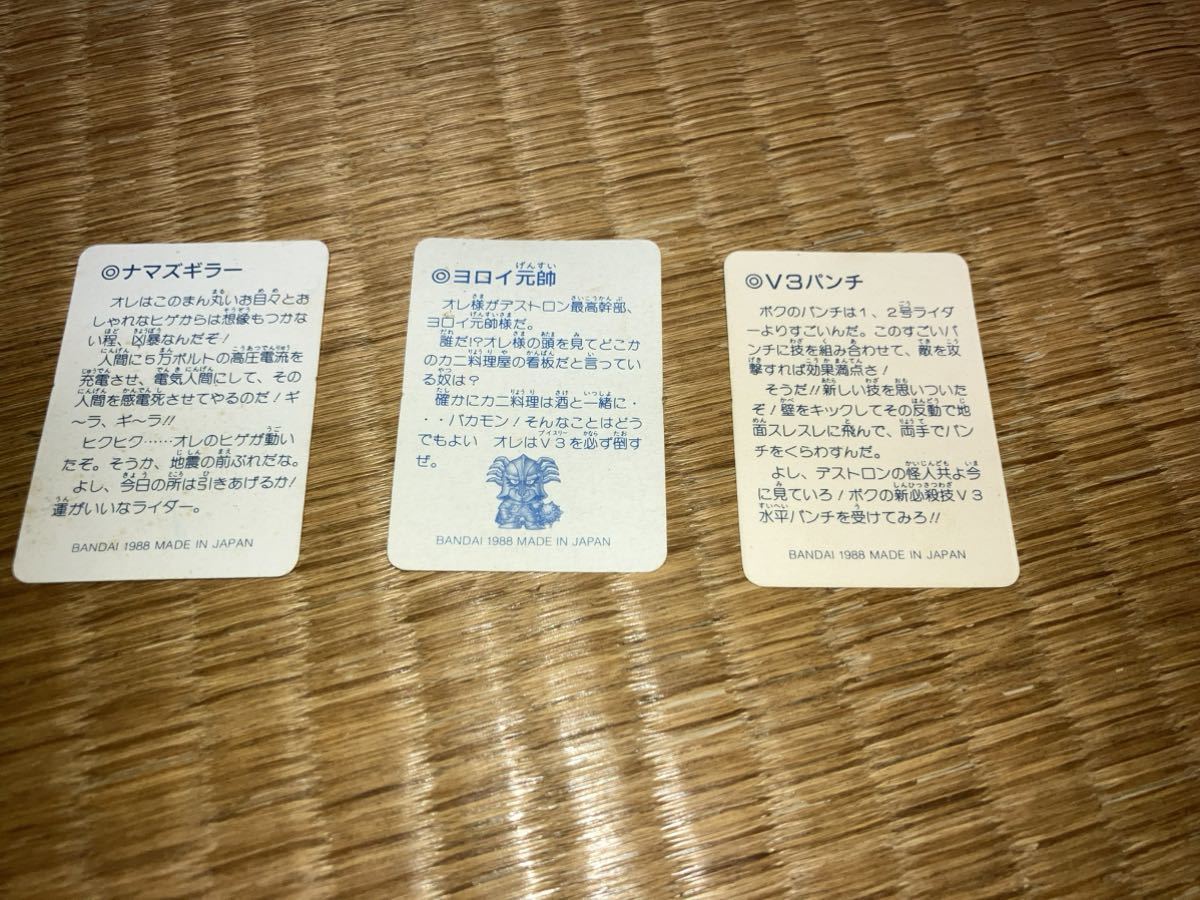 ◎ナマズギラー
オレはこのまん丸いお目々とお
しゃれなヒゲからは想像もつかな
い程、凶暴なんだぞ！
人間に5万ボルトの高圧電流を
充電させ、電気人間にして、その
人間を感電死させてやるのだ！ギ
〜ラ、ギ〜ラ!!
ヒクヒク……オレのヒゲが動い
たぞ。そうか、地震の前ぶれだな。
よし、今日の所は引きあげるか！
運がいいなライダー。
BANDAI 1988 MADE IN JAPAN
◎ヨロイ元帥
オレ様がデストロン最高幹部、
ヨロイ元帥様だ。
誰だ!?オレ様の頭を見てどこか
のカニ料理屋の看板だと言ってい
る奴は？
確かにカニ料理は酒と一緒に・
・・バカモン！そんなことはどう
でもよい オレはV3を必ず倒す
ぜ。
BANDAI 1988 MADE IN JAPAN
◎V3パンチ
ボクのパンチは1、2号ライダ
ーよりすごいんだ。このすごいパ
ンチに技を組み合わせて、敵を攻
撃すれば効果満点さ！
そうだ!!新しい技を思いついた
ぞ！壁をキックしてその反動で地
面スレスレに飛んで、両手でパン
チをくらわすんだ。
よし、デストロンの怪人共よ今
に見ていろ！ボクの新必殺技V3
水平パンチを受けてみろ!!
BANDAI 1988 MADE IN JAPAN